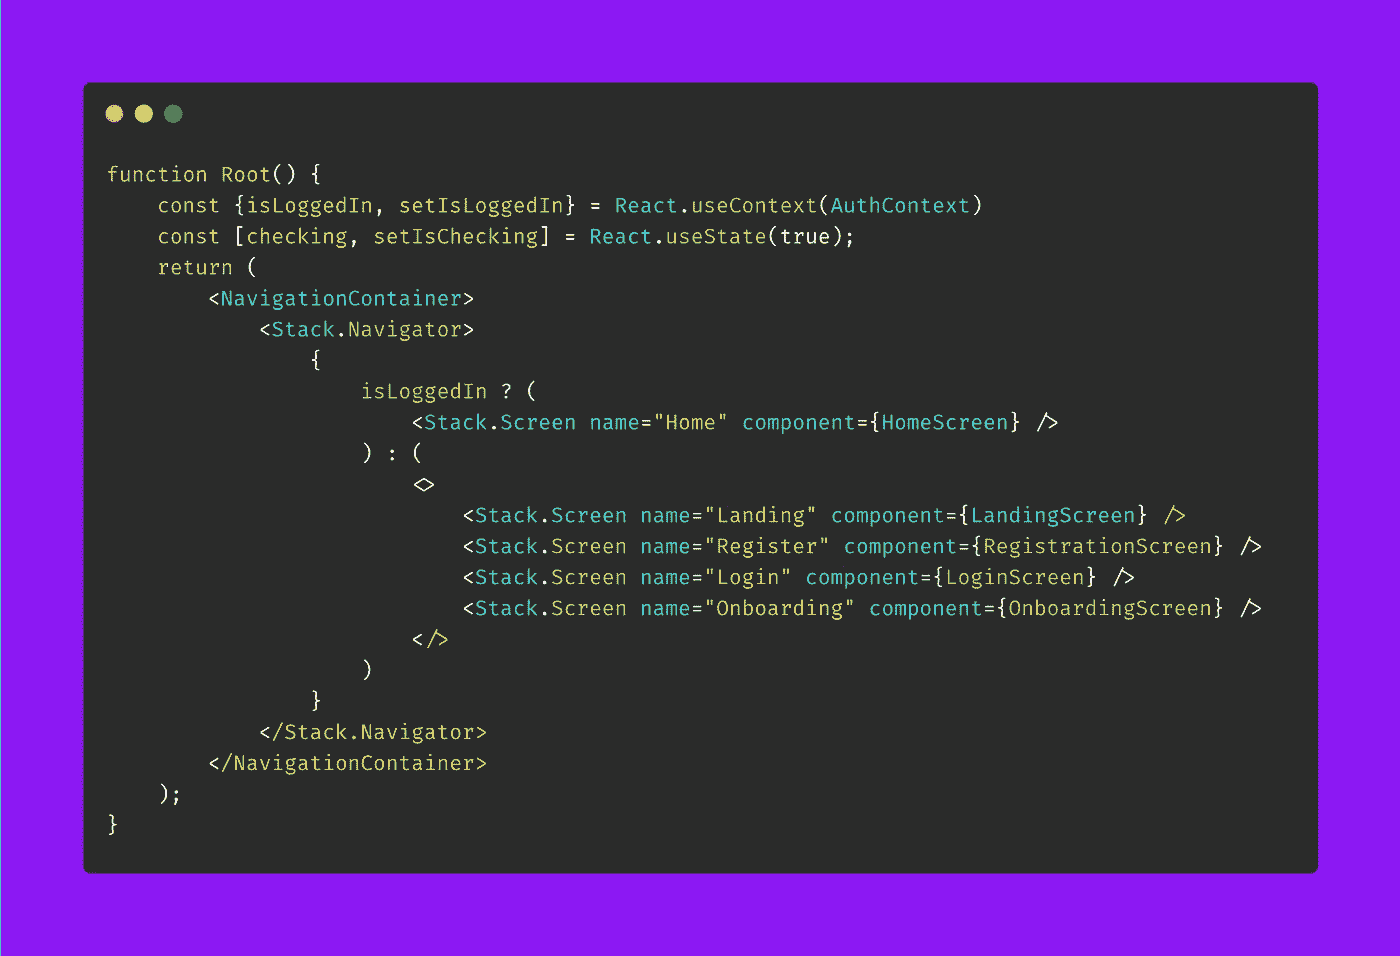 function Root() {
    const {isLoggedIn, setIsLoggedIn} = React.useContext(AuthContext)
    const [checking, setIsChecking] = React.useState(true);
    return (
        <NavigationContainer>
            <Stack.Navigator>
                {
                    isLoggedIn ? (
                        <Stack.Screen name="Home" component={HomeScreen} />
                    ) : (
                        <>
                            <Stack.Screen name="Landing" component={LandingScreen} />
                            <Stack.Screen name="Register" component={RegistrationScreen} />
                            <Stack.Screen name="Login" component={LoginScreen} />
                            <Stack.Screen name="Onboarding" component={OnboardingScreen} />
                        </>
                    )
                }
            </Stack.Navigator>
        </NavigationContainer>
    );
}